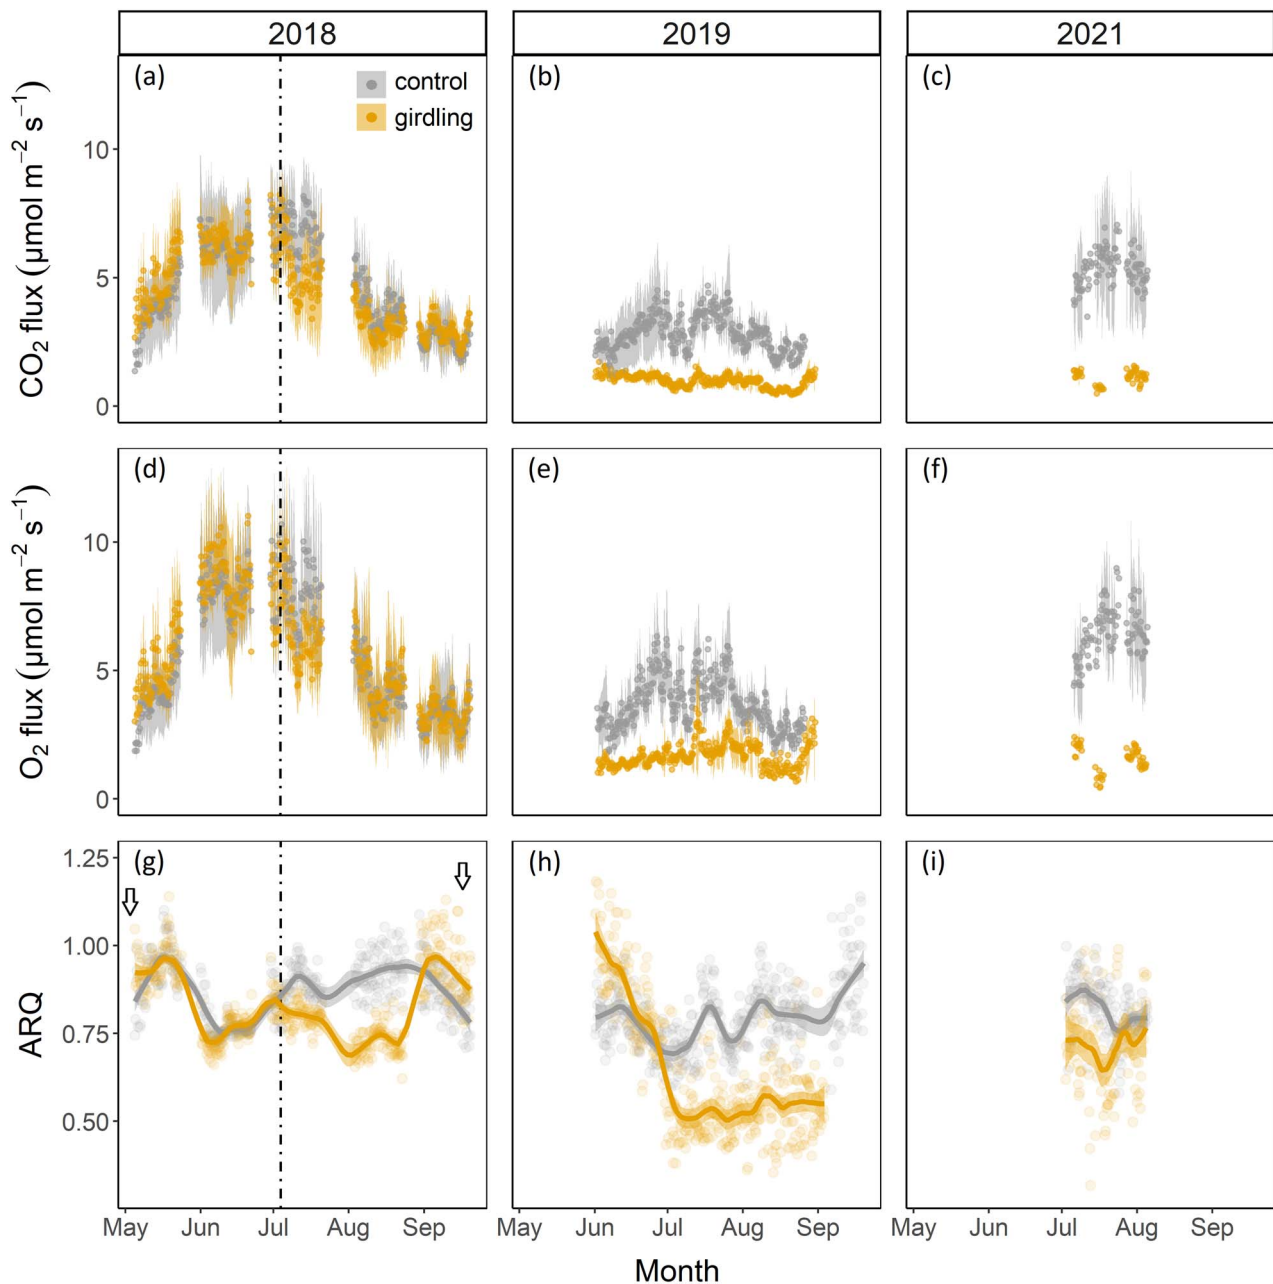 2018 2019 2021
(a) (b) (c)
control
girdling
CO₂ flux (µmol m⁻² s⁻¹)
10
5
0
(d) (e) (f)
O₂ flux (µmol m⁻² s⁻¹)
10
5
0
(g) (h) (i)
ARQ
1.25
1.00
0.75
0.50
May Jun Jul Aug Sep May Jun Jul Aug Sep May Jun Jul Aug Sep
Month